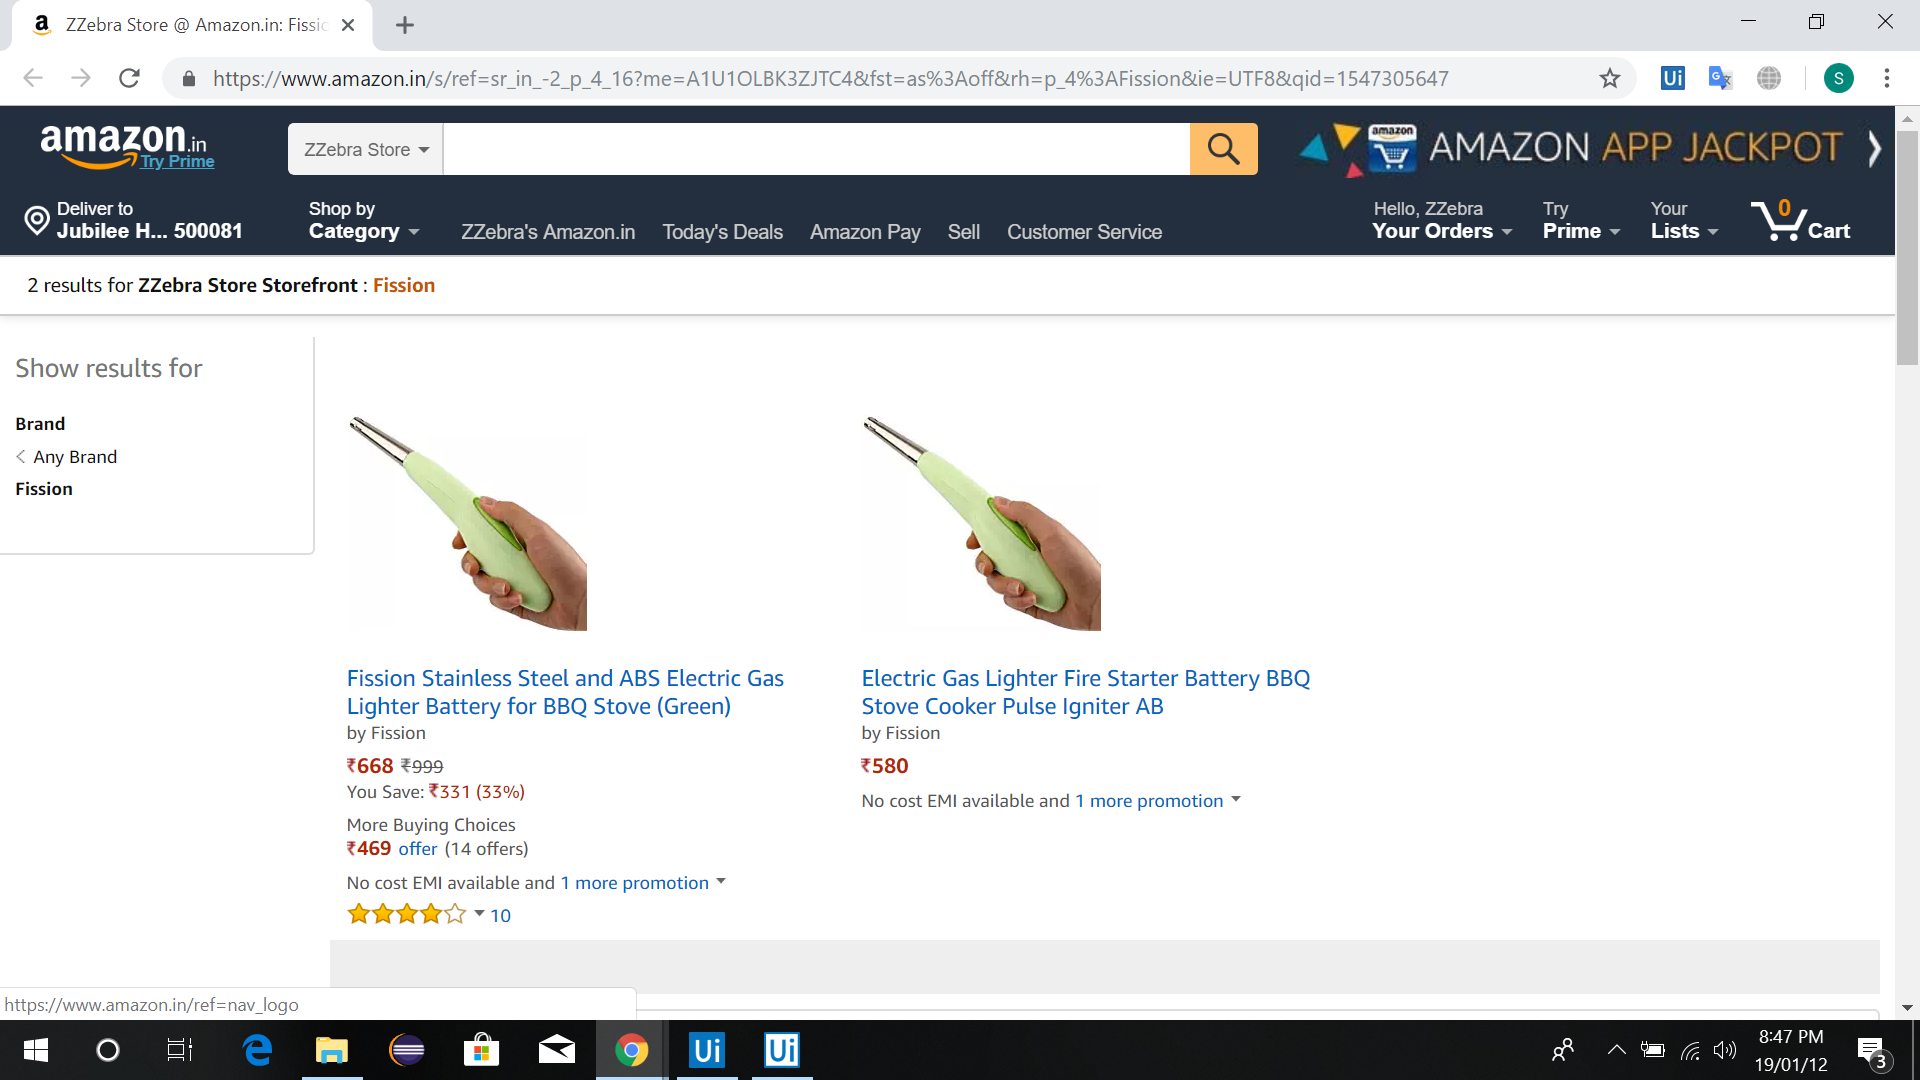 ZZebra Store @ Amazon.in: Fissic
https://www.amazon.in/s/ref=sr_in_-2_p_4_16?me=A1U1OLBK3ZJTC4&fst=as%3Aoff&rh=p_4%3AFission&ie=UTF8&qid=1547305647
Ui
S
amazon.in
Try Prime
ZZebra Store
amazon
AMAZON APP JACKPOT
Deliver to
Jubilee H... 500081
Shop by
Category
ZZebra's Amazon.in
Today's Deals
Amazon Pay
Sell
Customer Service
Hello, ZZebra
Your Orders
Try
Prime
Your
Lists
0
Cart
2 results for ZZebra Store Storefront : Fission
Show results for
Brand
Any Brand
Fission
Fission Stainless Steel and ABS Electric Gas
Lighter Battery for BBQ Stove (Green)
by Fission
₹668 ₹999
You Save: ₹331 (33%)
More Buying Choices
₹469 offer (14 offers)
No cost EMI available and 1 more promotion
10
Electric Gas Lighter Fire Starter Battery BBQ
Stove Cooker Pulse Igniter AB
by Fission
₹580
No cost EMI available and 1 more promotion
https://www.amazon.in/ref=nav_logo
Ui
Ui
8:47 PM
19/01/12
3